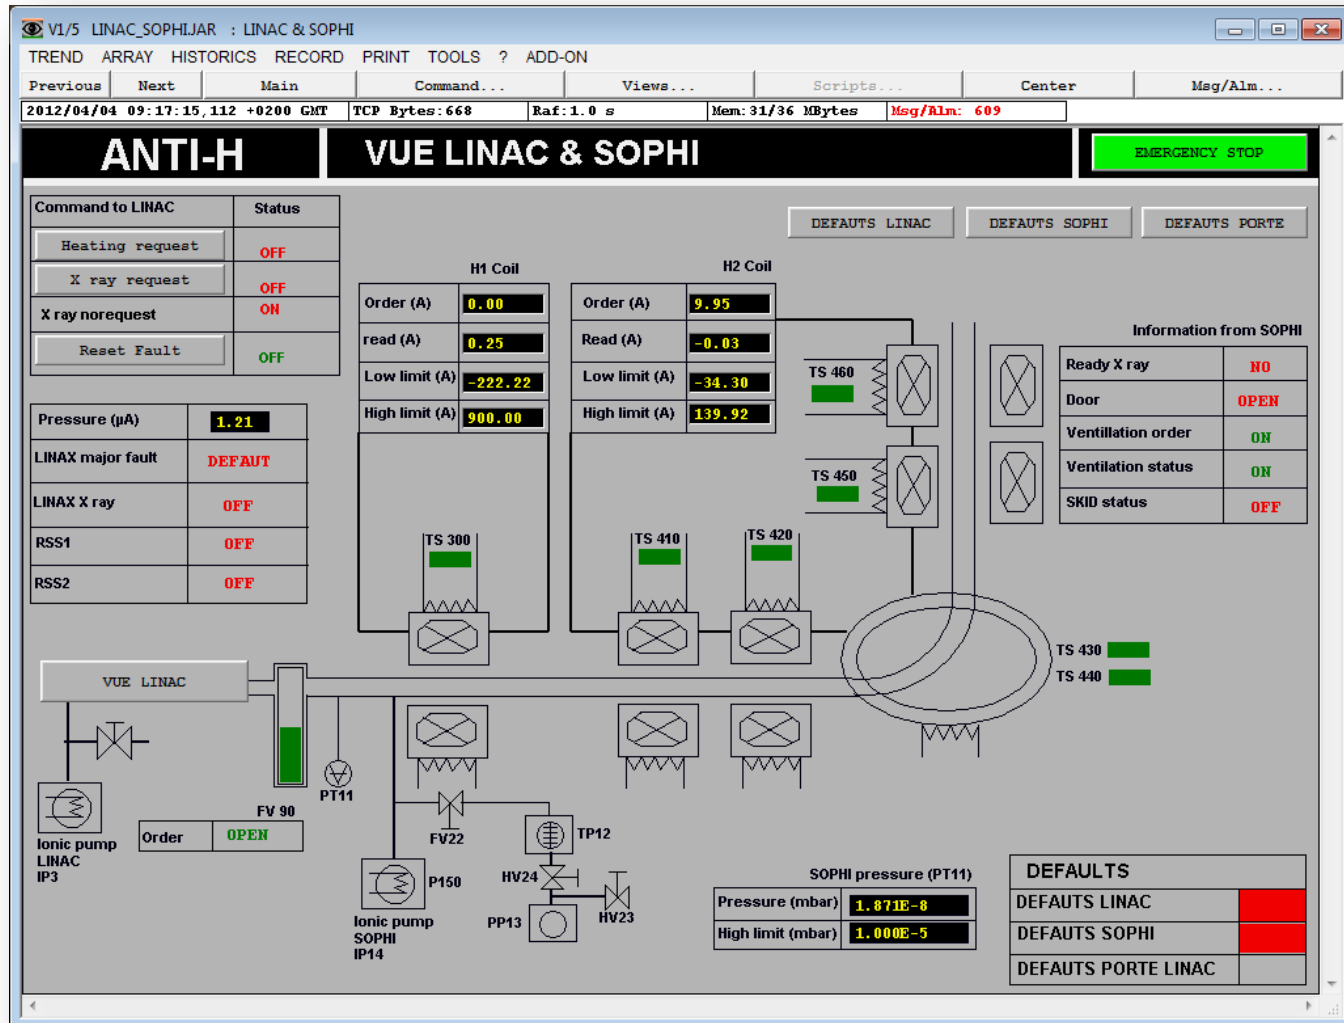 V1/5 LINAC_SOPHI.JAR : LINAC & SOPHI
TREND ARRAY HISTORICS RECORD PRINT TOOLS ? ADD-ON
Previous Next Main Command... Views... Scripts... Center Msg/Alm...
2012/04/04 09:17:15,112 +0200 GMT TCP Bytes:668 Raf:1.0 s Mem:31/36 MBytes Msg/Alm: 609
ANTI-H VUE LINAC & SOPHI EMERGENCY STOP
Command to LINAC Status
Heating request OFF
X ray request OFF
X ray norequest ON
Reset Fault OFF
DEFAUTS LINAC DEFAUTS SOPHI DEFAUTS PORTE
H1 Coil
Order (A) 0.00
read (A) 0.25
Low limit (A) -222.22
High limit (A) 900.00
H2 Coil
Order (A) 9.95
Read (A) -0.03
Low limit (A) -34.30
High limit (A) 139.92
Information from SOPHI
Ready X ray NO
Door OPEN
Ventillation order ON
Ventilation status ON
SKID status OFF
Pressure (µA) 1.21
LINAX major fault DEFAUT
LINAX X ray OFF
RSS1 OFF
RSS2 OFF
TS 460
TS 450
TS 300
TS 410
TS 420
TS 430
TS 440
VUE LINAC
PT11
FV 90
Order OPEN
Ionic pump
LINAC
IP3
FV22
TP12
HV24
HV23
PP13
P150
Ionic pump
SOPHI
IP14
SOPHI pressure (PT11)
Pressure (mbar) 1.871E-8
High limit (mbar) 1.000E-5
DEFAULTS
DEFAUTS LINAC
DEFAUTS SOPHI
DEFAUTS PORTE LINAC